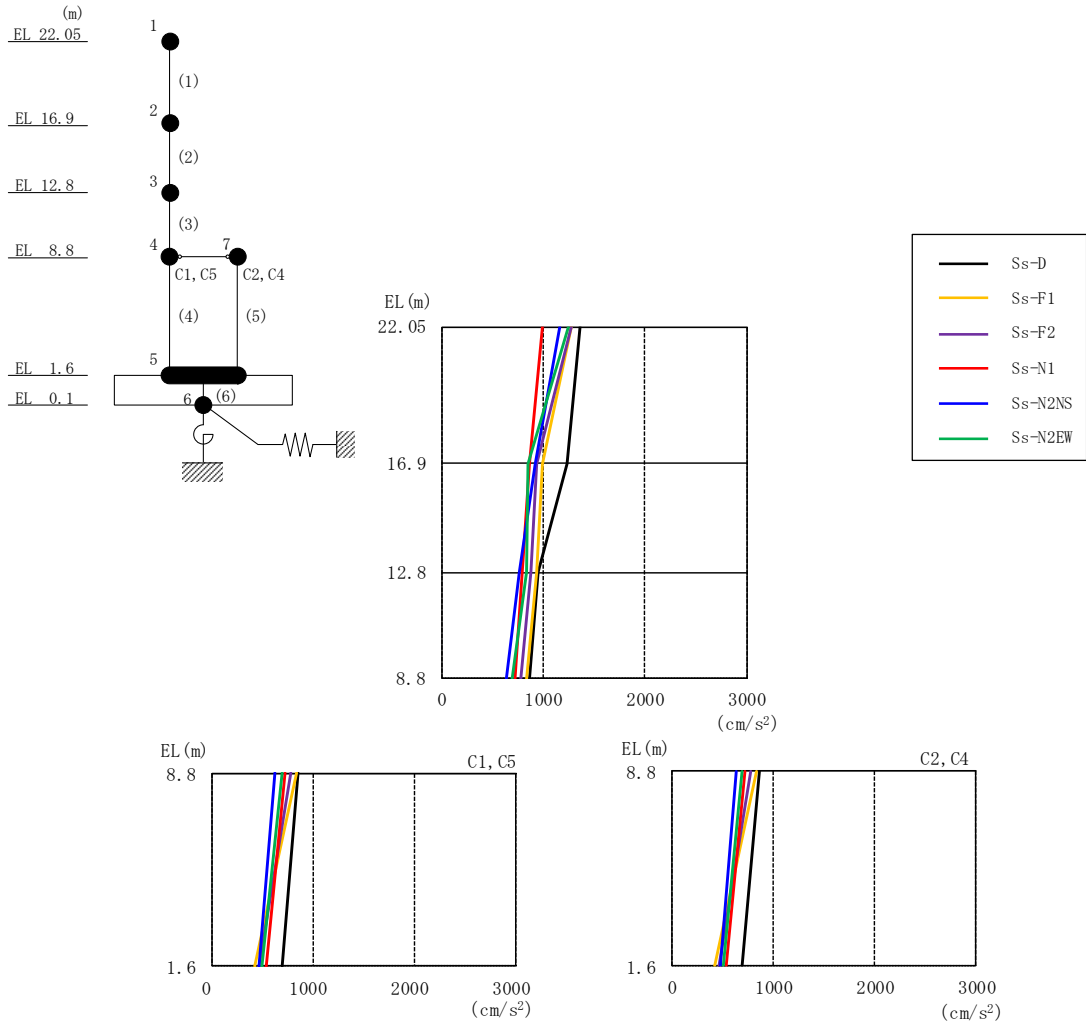 (m)
EL 22.05
EL 16.9
EL 12.8
EL 8.8
EL 1.6
EL 0.1
1
(1)
2
(2)
3
(3)
4
7
C1,C5
C2,C4
(4)
(5)
5
6
(6)
Ss-D
Ss-F1
Ss-F2
Ss-N1
Ss-N2NS
Ss-N2EW
EL(m)
22.05
16.9
12.8
8.8
0
1000
2000
3000
(cm/s²)
EL(m)
C1,C5
8.8
1.6
0
1000
2000
3000
(cm/s²)
EL(m)
C2,C4
8.8
1.6
0
1000
2000
3000
(cm/s²)